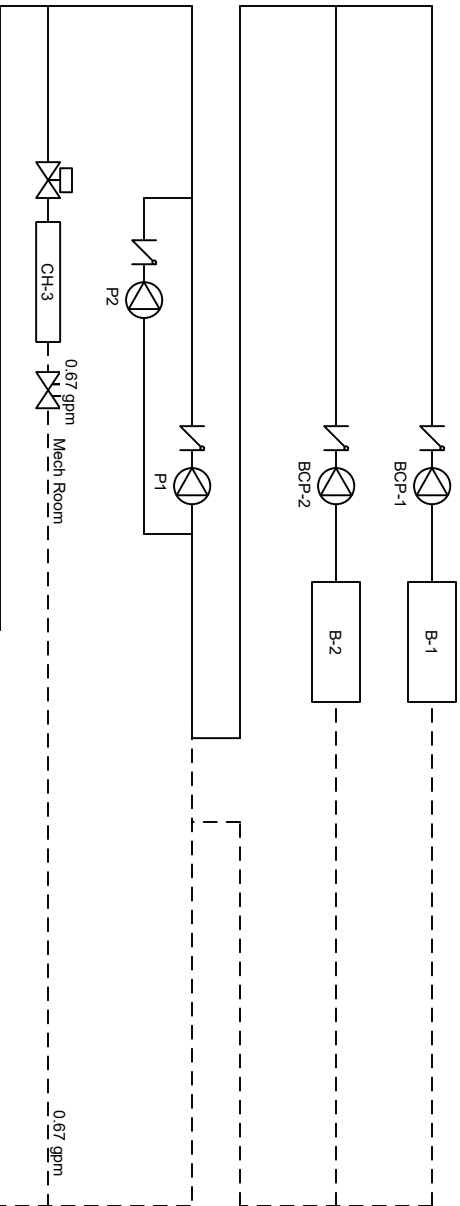 B-1
BCP-1
B-2
BCP-2
P1
P2
0.67 gpm
Mech Room
CH-3
0.67 gpm